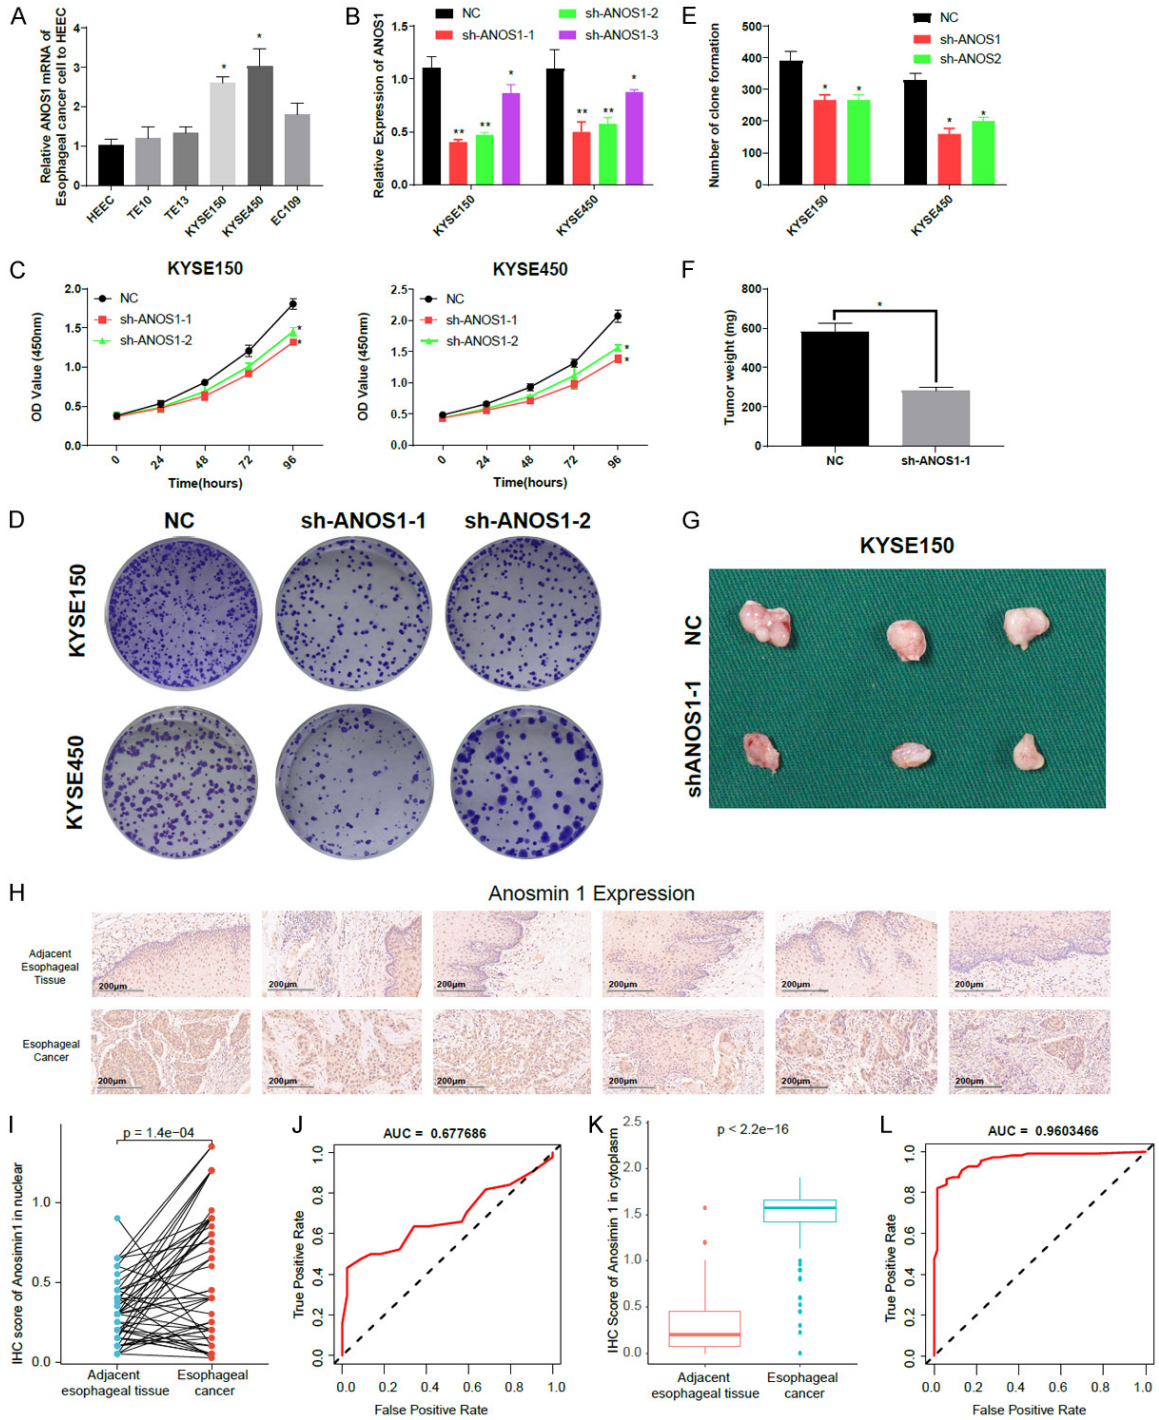 A
Relative ANOS1 mRNA of
Esophageal cancer cell to HEEC
4
3
2
1
0
*
*
HEEC
TE10
TE13
KYSE150
KYSE450
EC109
B
NC
sh-ANOS1-1
sh-ANOS1-2
sh-ANOS1-3
Relative Expression of ANOS1
1.5
1.0
0.5
0.0
**
**
*
**
**
*
KYSE150
KYSE450
E
NC
sh-ANOS1
sh-ANOS2
Number of clone formation
500
400
300
200
100
0
*
*
*
*
KYSE150
KYSE450
C
KYSE150
NC
sh-ANOS1-1
sh-ANOS1-2
OD Value (450nm)
2.0
1.5
1.0
0.5
0.0
*
*
0
24
48
72
96
Time(hours)
KYSE450
NC
sh-ANOS1-1
sh-ANOS1-2
OD Value (450nm)
2.5
2.0
1.5
1.0
0.5
0.0
*
*
0
24
48
72
96
Time(hours)
F
Tumor weight (mg)
800
600
400
200
0
*
NC
sh-ANOS1-1
D
NC
sh-ANOS1-1
sh-ANOS1-2
KYSE150
KYSE450
G
KYSE150
NC
shANOS1-1
H
Anosmin 1 Expression
Adjacent
Esophageal
Tissue
200μm
200μm
200μm
200μm
200μm
200μm
Esophageal
Cancer
200μm
200μm
200μm
200μm
200μm
200μm
I
p = 1.4e−04
IHC score of Anosimin1 in nuclear
1.0
0.5
0.0
Adjacent
esophageal tissue
Esophageal
cancer
J
AUC = 0.677686
True Positive Rate
1.0
0.8
0.6
0.4
0.2
0.0
0.0
0.2
0.4
0.6
0.8
1.0
False Positive Rate
K
p < 2.2e−16
IHC Score of Anosimin 1 in cytoplasm
2.5
2.0
1.5
1.0
0.5
0.0
Adjacent
esophageal tissue
Esophageal
cancer
L
AUC = 0.9603466
True Positive Rate
1.0
0.8
0.6
0.4
0.2
0.0
0.0
0.2
0.4
0.6
0.8
1.0
False Positive Rate